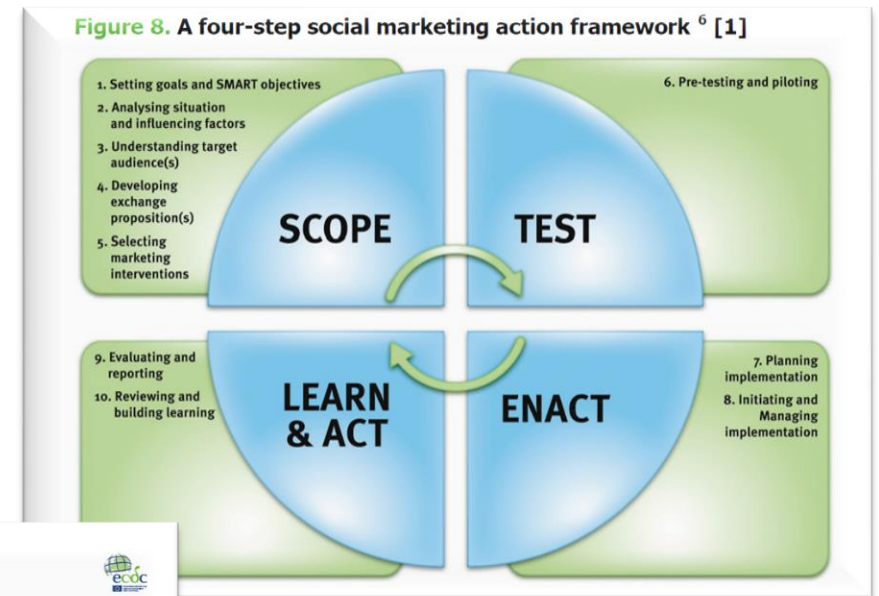 Figure 8. A four-step social marketing action framework ⁶ [1]
1. Setting goals and SMART objectives
2. Analysing situation
and influencing factors
3. Understanding target
audience(s)
4. Developing
exchange
proposition(s)
5. Selecting
marketing
interventions
SCOPE
6. Pre-testing and piloting
TEST
9. Evaluating and
reporting
10. Reviewing and
building learning
LEARN
& ACT
ENACT
7. Planning
implementation
8. Initiating and
Managing
implementation
ecdc